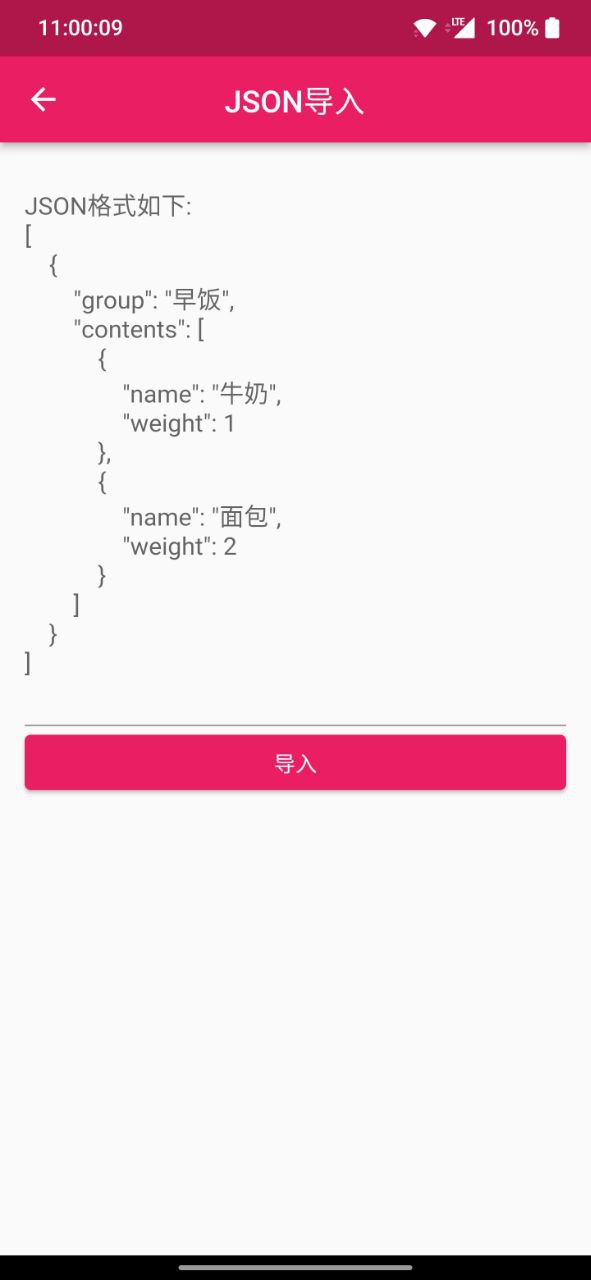 11:00:09 LTE 100%
JSON导入
JSON格式如下:
[
    {
        "group": "早饭",
        "contents": [
            {
                "name": "牛奶",
                "weight": 1
            },
            {
                "name": "面包",
                "weight": 2
            }
        ]
    }
]
导入